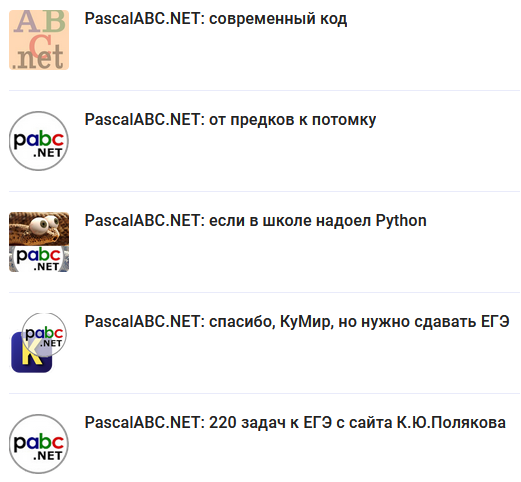 ABC
.net
PascalABC.NET: современный код
pabc
.NET
PascalABC.NET: от предков к потомку
pabc
.NET
PascalABC.NET: если в школе надоел Python
pabc
.NET
K
PascalABC.NET: спасибо, КуМир, но нужно сдавать ЕГЭ
pabc
.NET
PascalABC.NET: 220 задач к ЕГЭ с сайта К.Ю.Полякова